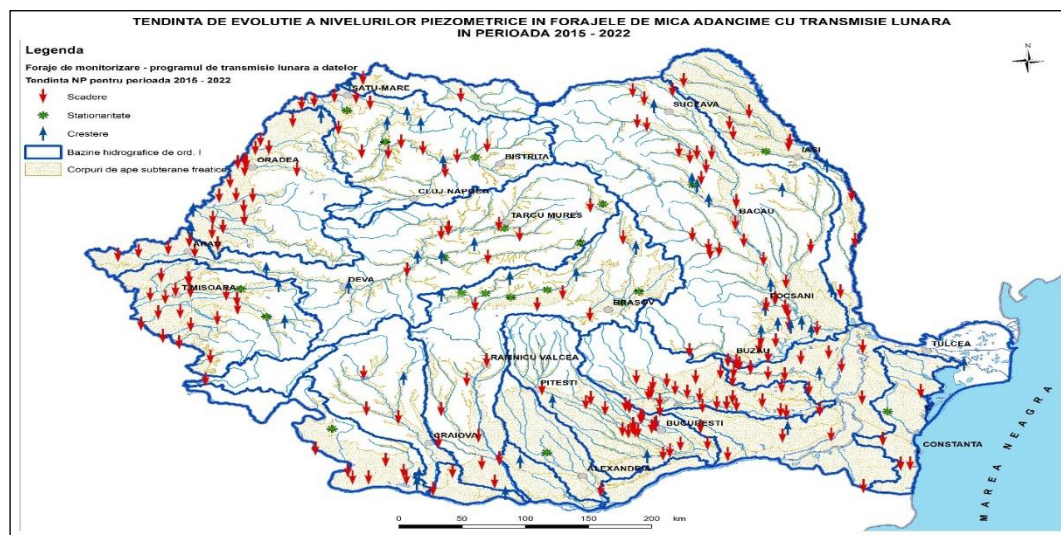 TENDINTA DE EVOLUTIE A NIVELURILOR PIEZOMETRICE IN FORAJELE DE MICA ADANCIME CU TRANSMISIE LUNARA
IN PERIOADA 2015 - 2022
Legenda
Foraje de monitorizare - programul de transmisie lunara a datelor
Tendinta NP pentru perioada 2015 - 2022
Scadere
Stationaritate
Crestere
Bazine hidrografice de ord. I
Corpuri de ape subterane freatice
N
SATU-MARE
SUCEAVA
IASI
ORADEA
BISTRITA
CLUJ-NAPOCA
TARGU MURES
BACAU
ARAD
DEVA
TIMISOARA
FOCSANI
BRASOV
TULCEA
BUZAU
RAMNICU VALCEA
PITESTI
BUCURESTI
CRAIOVA
CONSTANTA
ALEXANDRIA
MAREA NEAGRA
0 50 100 150 200 km